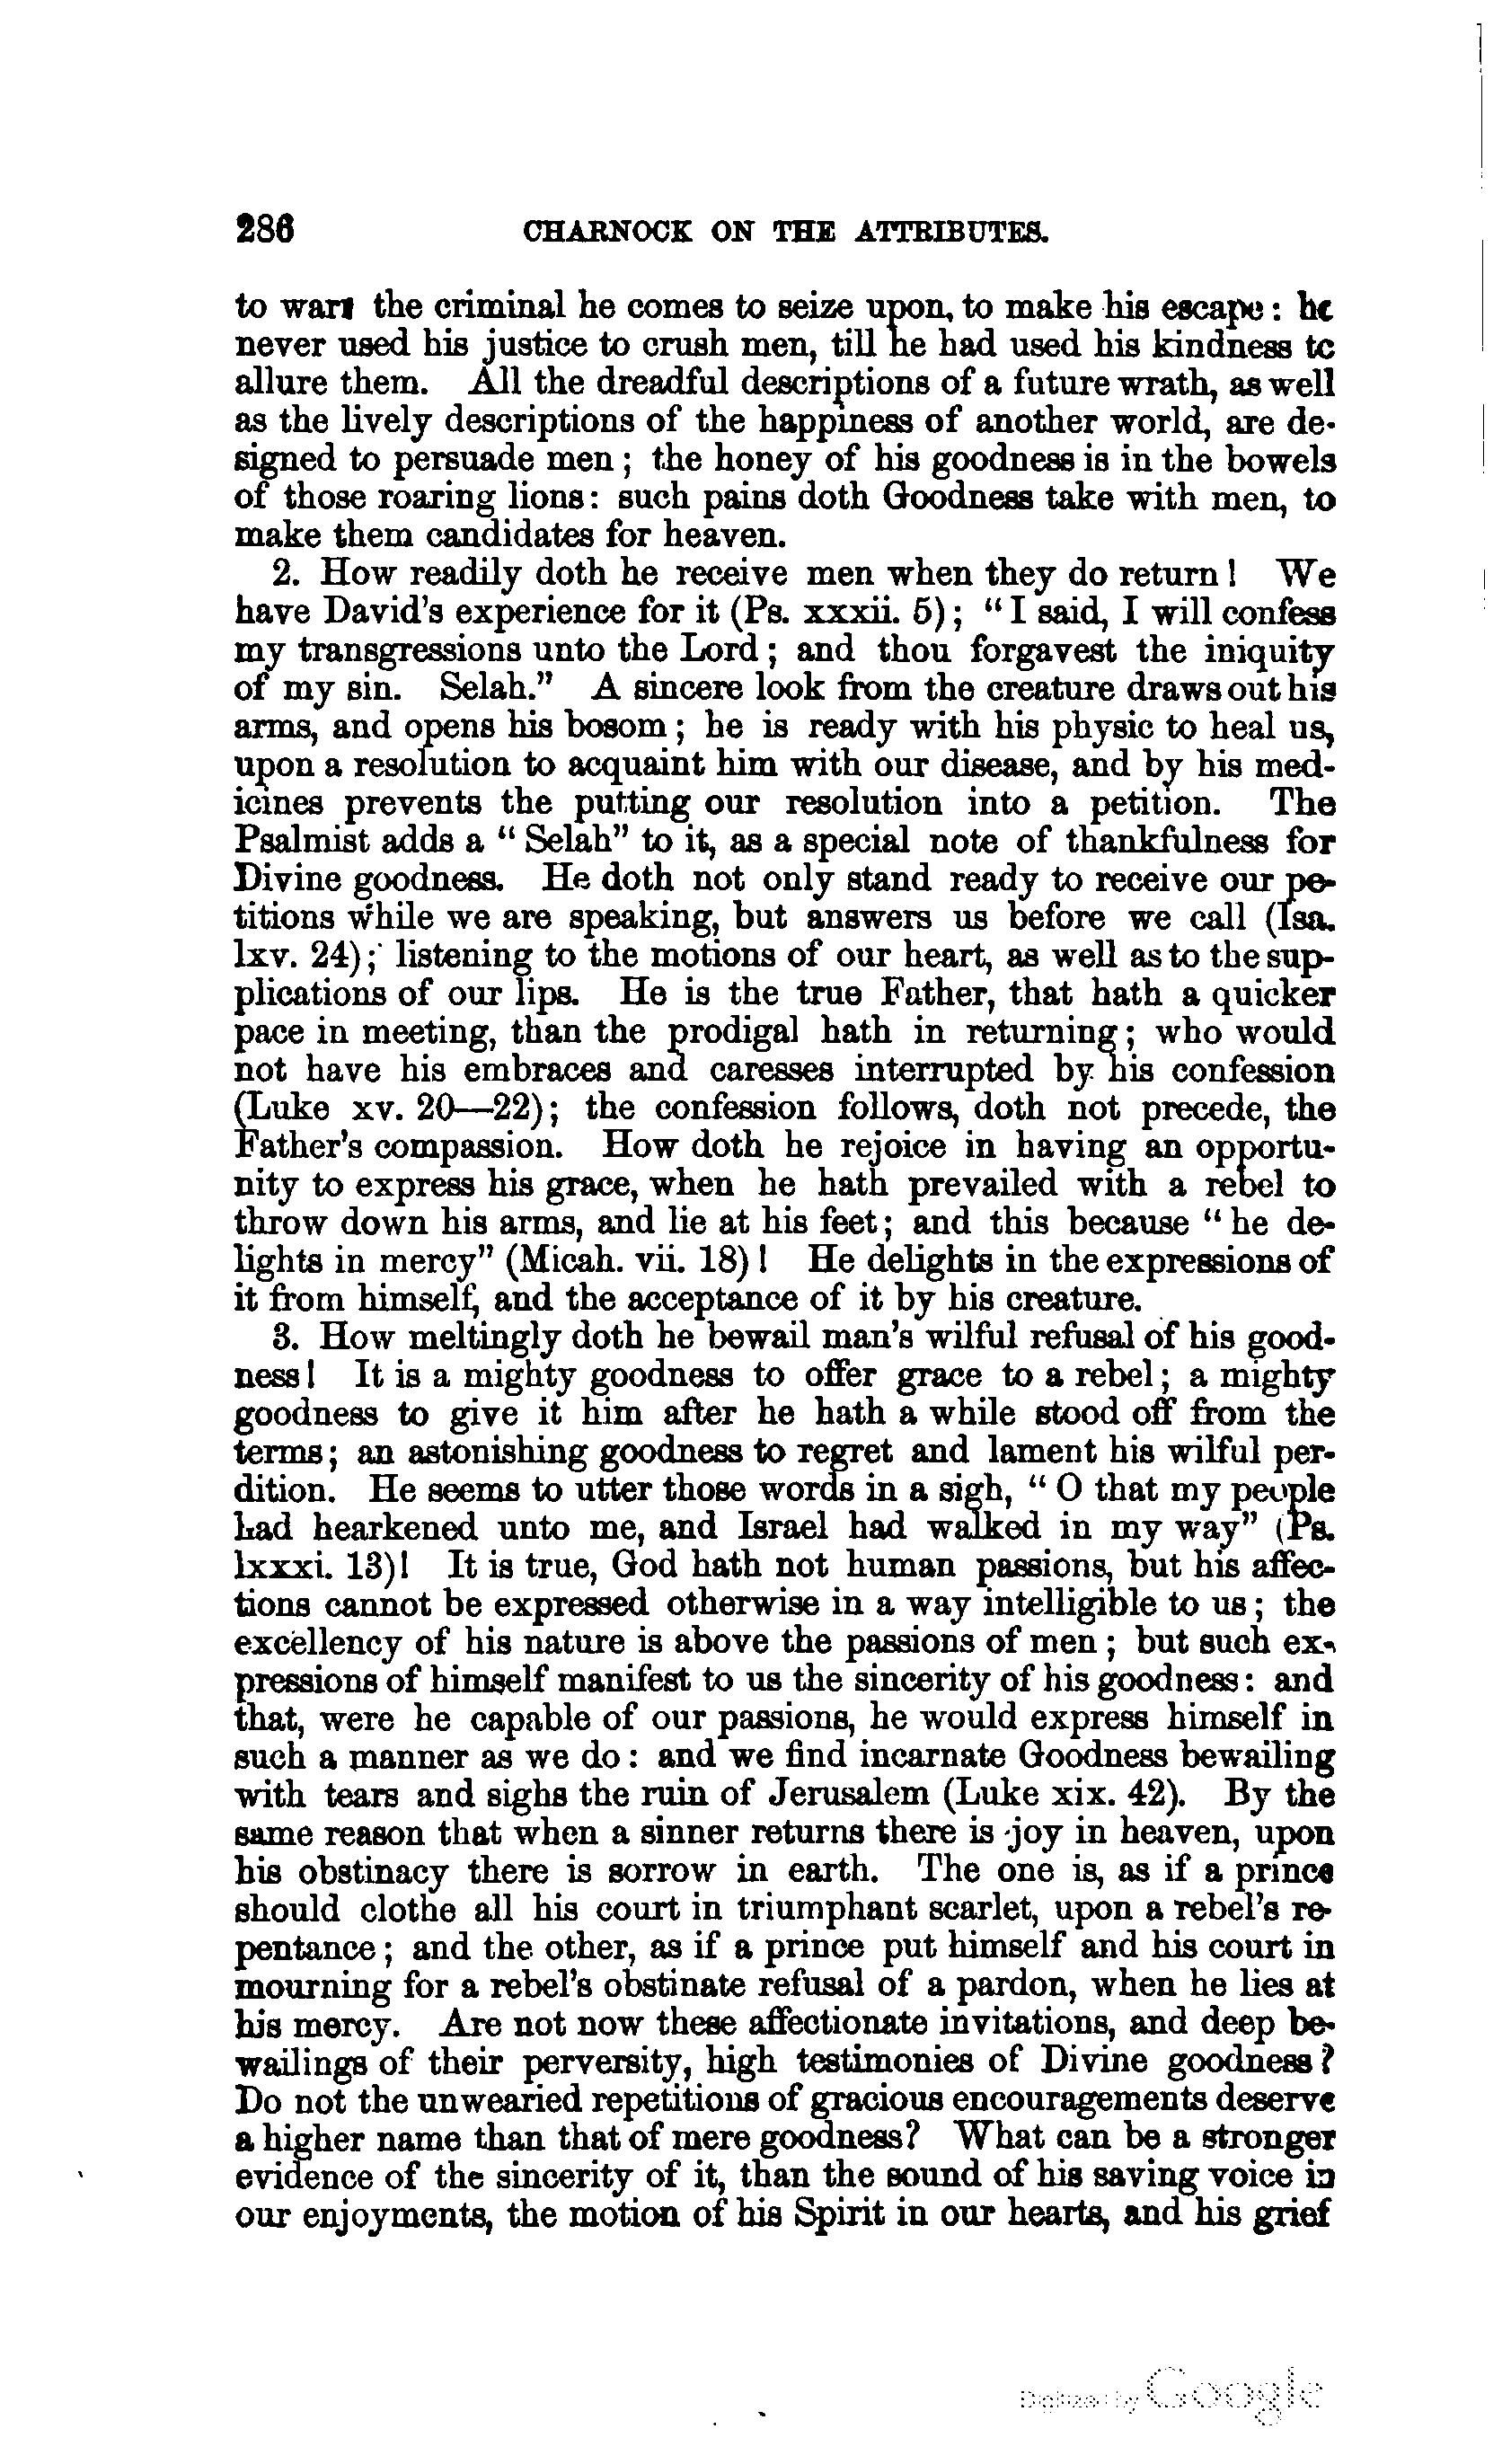 286 CHARNOCK ON THE ATTRIBUTES.
to warn the criminal he comes to seize upon, to make his escape: he
never used his justice to crush men, till he had used his kindness to
allure them. All the dreadful descriptions of a future wrath, as well
as the lively descriptions of the happiness of another world, are de-
signed to persuade men; the honey of his goodness is in the bowels
of those roaring lions: such pains doth Goodness take with men, to
make them candidates for heaven.
2. How readily doth he receive men when they do return! We
have David's experience for it (Ps. xxxii. 5); “I said, I will confess
my transgressions unto the Lord; and thou forgavest the iniquity
of my sin. Selah.” A sincere look from the creature draws out his
arms, and opens his bosom; he is ready with his physic to heal us,
upon a resolution to acquaint him with our disease, and by his med-
icines prevents the putting our resolution into a petition. The
Psalmist adds a “Selah” to it, as a special note of thankfulness for
Divine goodness. He doth not only stand ready to receive our pe-
titions while we are speaking, but answers us before we call (Isa.
lxv. 24); listening to the motions of our heart, as well as to the sup-
plications of our lips. He is the true Father, that hath a quicker
pace in meeting, than the prodigal hath in returning; who would
not have his embraces and caresses interrupted by his confession
(Luke xv. 20—22); the confession follows, doth not precede, the
Father's compassion. How doth he rejoice in having an opportu-
nity to express his grace, when he hath prevailed with a rebel to
throw down his arms, and lie at his feet; and this because “he de-
lights in mercy” (Micah. vii. 18)! He delights in the expressions of
it from himself, and the acceptance of it by his creature.
3. How meltingly doth he bewail man's wilful refusal of his good-
ness! It is a mighty goodness to offer grace to a rebel; a mighty
goodness to give it him after he hath a while stood off from the
terms; an astonishing goodness to regret and lament his wilful per-
dition. He seems to utter those words in a sigh, “O that my people
had hearkened unto me, and Israel had walked in my way” (Ps.
lxxxi. 13)! It is true, God hath not human passions, but his affec-
tions cannot be expressed otherwise in a way intelligible to us; the
excellency of his nature is above the passions of men; but such ex-
pressions of himself manifest to us the sincerity of his goodness: and
that, were he capable of our passions, he would express himself in
such a manner as we do: and we find incarnate Goodness bewailing
with tears and sighs the ruin of Jerusalem (Luke xix. 42). By the
same reason that when a sinner returns there is joy in heaven, upon
his obstinacy there is sorrow in earth. The one is, as if a prince
should clothe all his court in triumphant scarlet, upon a rebel's re-
pentance; and the other, as if a prince put himself and his court in
mourning for a rebel's obstinate refusal of a pardon, when he lies at
his mercy. Are not now these affectionate invitations, and deep be-
wailings of their perversity, high testimonies of Divine goodness?
Do not the unwearied repetitions of gracious encouragements deserve
a higher name than that of mere goodness? What can be a stronger
evidence of the sincerity of it, than the sound of his saving voice in
our enjoyments, the motion of his Spirit in our hearts, and his grief
Digitized by Google